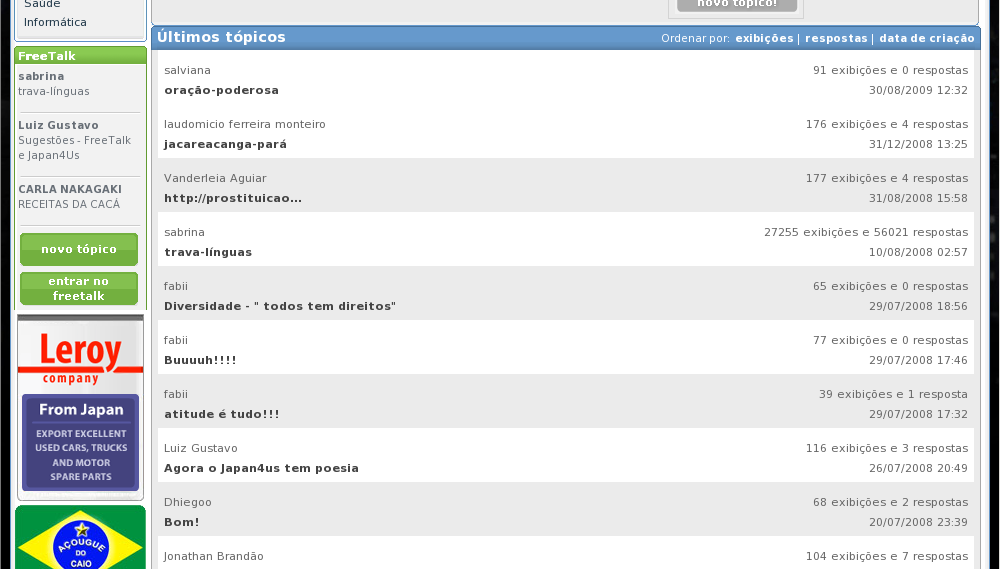 Saúde
Informática
FreeTalk
sabrina
trava-línguas
Luiz Gustavo
Sugestões - FreeTalk
e Japan4Us
CARLA NAKAGAKI
RECEITAS DA CACÁ
novo tópico
entrar no
freetalk
Leroy
company
From Japan
EXPORT EXCELLENT
USED CARS, TRUCKS
AND MOTOR
SPARE PARTS
AÇOUGUE
DO
CAIO
novo tópico!
Últimos tópicos
Ordenar por: exibições | respostas | data de criação
salviana 91 exibições e 0 respostas
oração-poderosa 30/08/2009 12:32
laudomicio ferreira monteiro 176 exibições e 4 respostas
jacareacanga-pará 31/12/2008 13:25
Vanderleia Aguiar 177 exibições e 4 respostas
http://prostituicao... 31/08/2008 15:58
sabrina 27255 exibições e 56021 respostas
trava-línguas 10/08/2008 02:57
fabii 65 exibições e 0 respostas
Diversidade - " todos tem direitos" 29/07/2008 18:56
fabii 77 exibições e 0 respostas
Buuuuh!!!! 29/07/2008 17:46
fabii 39 exibições e 1 resposta
atitude é tudo!!! 29/07/2008 17:32
Luiz Gustavo 116 exibições e 3 respostas
Agora o Japan4us tem poesia 26/07/2008 20:49
Dhiegoo 68 exibições e 2 respostas
Bom! 20/07/2008 23:39
Jonathan Brandão 104 exibições e 7 respostas